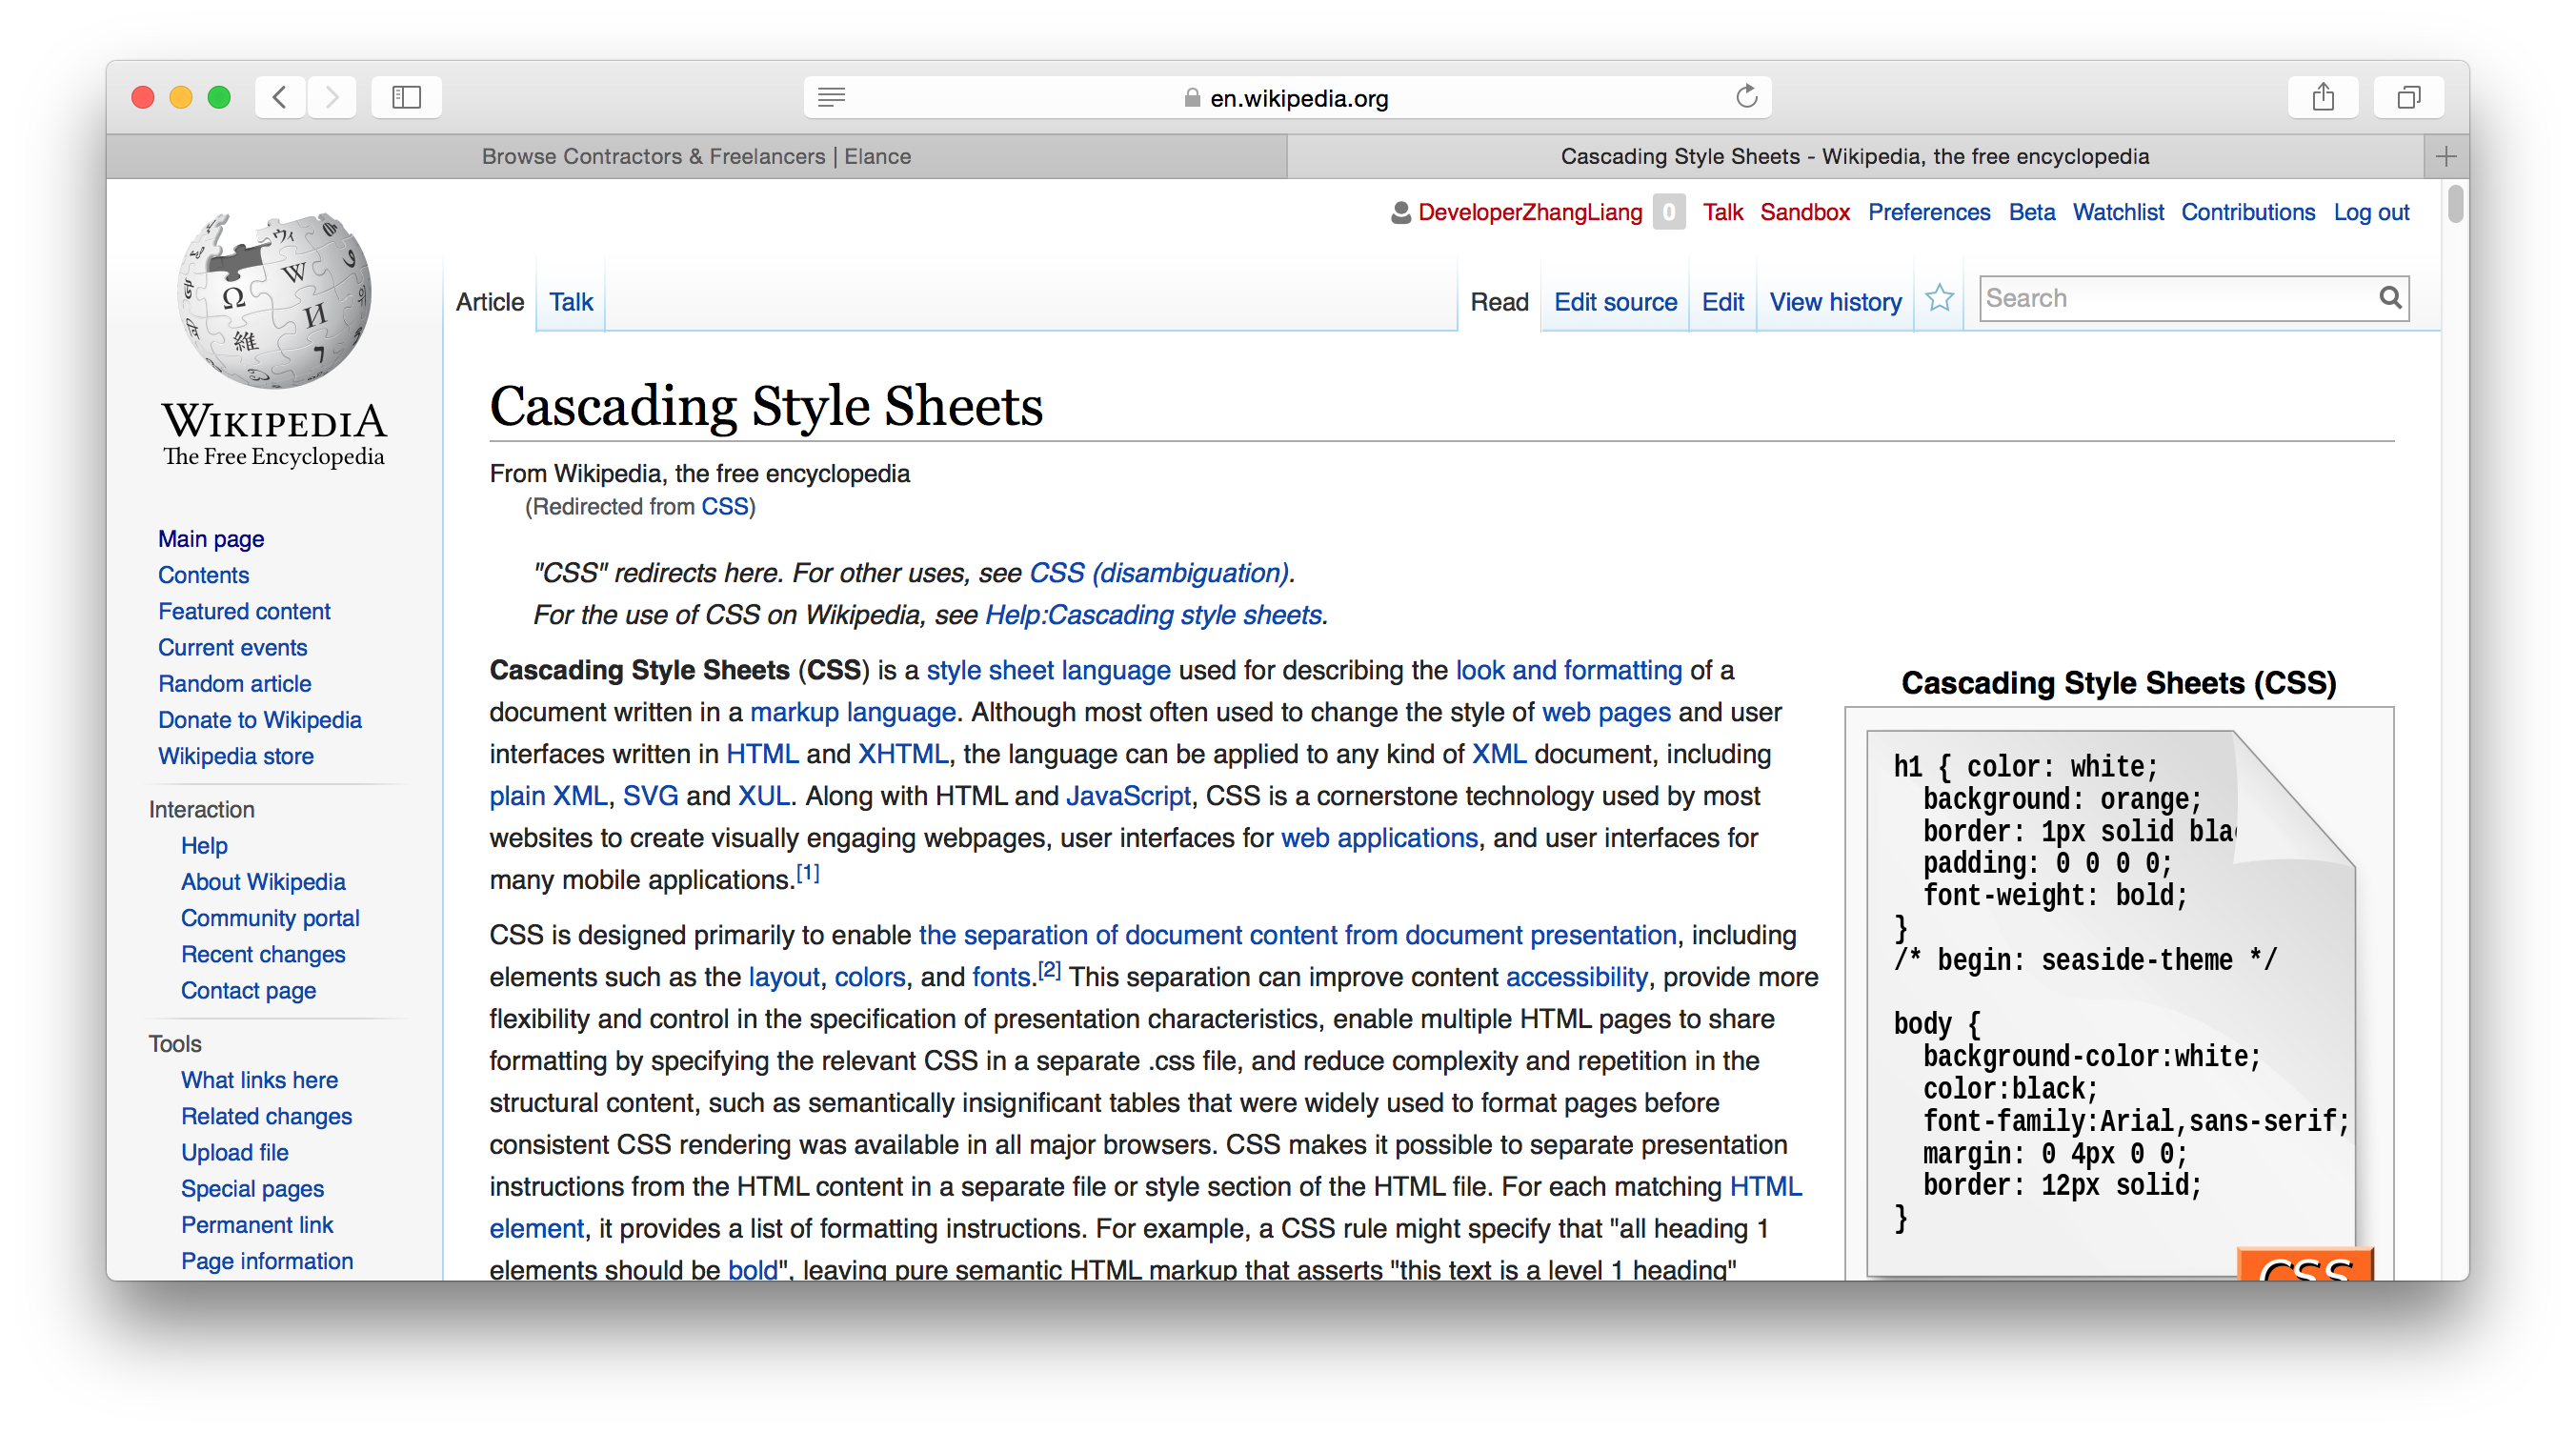 en.wikipedia.org
Browse Contractors & Freelancers | Elance
Cascading Style Sheets - Wikipedia, the free encyclopedia
DeveloperZhangLiang 0 Talk Sandbox Preferences Beta Watchlist Contributions Log out
Article Talk
Read Edit source Edit View history Search
WIKIPEDIA
The Free Encyclopedia
Main page
Contents
Featured content
Current events
Random article
Donate to Wikipedia
Wikipedia store
Interaction
Help
About Wikipedia
Community portal
Recent changes
Contact page
Tools
What links here
Related changes
Upload file
Special pages
Permanent link
Page information
Cascading Style Sheets
From Wikipedia, the free encyclopedia
(Redirected from CSS)
"CSS" redirects here. For other uses, see CSS (disambiguation).
For the use of CSS on Wikipedia, see Help:Cascading style sheets.
Cascading Style Sheets (CSS) is a style sheet language used for describing the look and formatting of a
document written in a markup language. Although most often used to change the style of web pages and user
interfaces written in HTML and XHTML, the language can be applied to any kind of XML document, including
plain XML, SVG and XUL. Along with HTML and JavaScript, CSS is a cornerstone technology used by most
websites to create visually engaging webpages, user interfaces for web applications, and user interfaces for
many mobile applications.[1]
CSS is designed primarily to enable the separation of document content from document presentation, including
elements such as the layout, colors, and fonts.[2] This separation can improve content accessibility, provide more
flexibility and control in the specification of presentation characteristics, enable multiple HTML pages to share
formatting by specifying the relevant CSS in a separate .css file, and reduce complexity and repetition in the
structural content, such as semantically insignificant tables that were widely used to format pages before
consistent CSS rendering was available in all major browsers. CSS makes it possible to separate presentation
instructions from the HTML content in a separate file or style section of the HTML file. For each matching HTML
element, it provides a list of formatting instructions. For example, a CSS rule might specify that "all heading 1
elements should be bold", leaving pure semantic HTML markup that asserts "this text is a level 1 heading"
Cascading Style Sheets (CSS)
h1 { color: white;
background: orange;
border: 1px solid bla
padding: 0 0 0 0;
font-weight: bold;
}
/* begin: seaside-theme */
body {
background-color:white;
color:black;
font-family:Arial,sans-serif;
margin: 0 4px 0 0;
border: 12px solid;
}
CSS